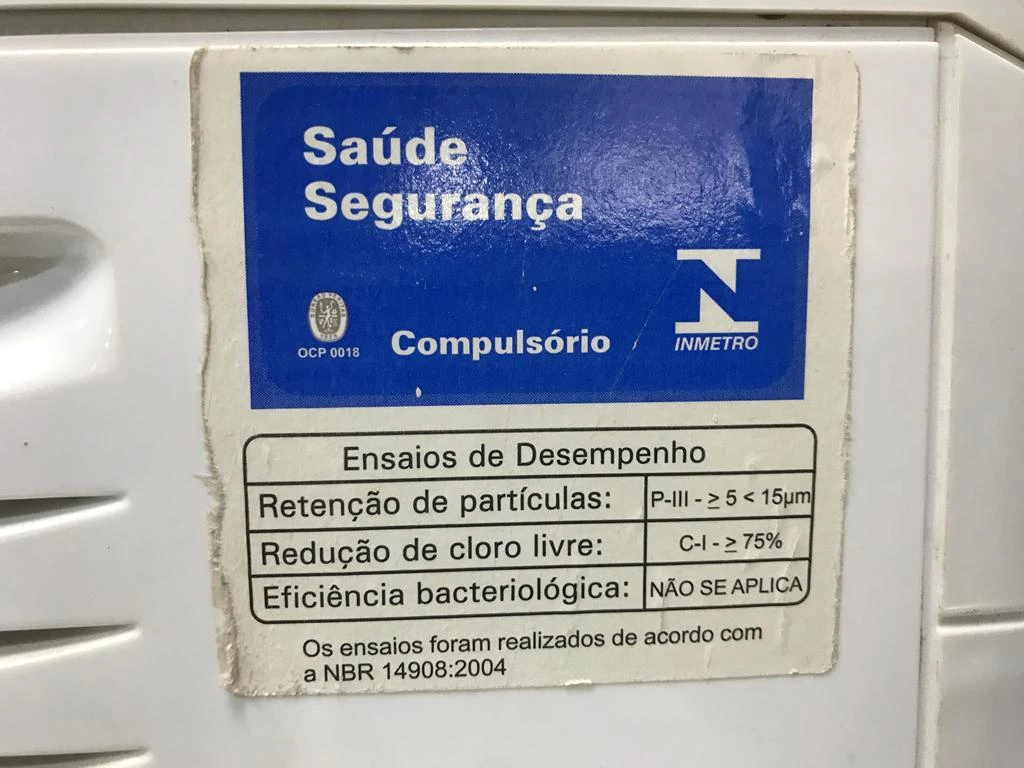 Saúde
Segurança
OCP 0018
Compulsório
INMETRO
Ensaios de Desempenho
Retenção de partículas: P-III - ≥ 5 < 15µm
Redução de cloro livre: C-I - ≥ 75%
Eficiência bacteriológica: NÃO SE APLICA
Os ensaios foram realizados de acordo com
a NBR 14908:2004